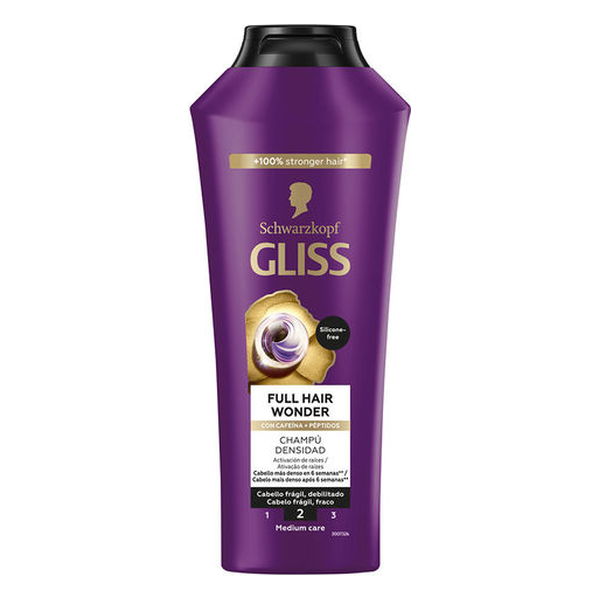 +100% stronger hair*
Schwarzkopf
GLISS
Silicone-
free
FULL HAIR
WONDER
CON CAFEÍNA + PÉPTIDOS
CHAMPÚ
DENSIDAD
Activación de raíces /
Ativação de raízes
Cabello más denso en 6 semanas** /
Cabelo mais denso após 6 semanas**
Cabello frágil, debilitado
Cabelo frágil, fraco
1 2 3
Medium care